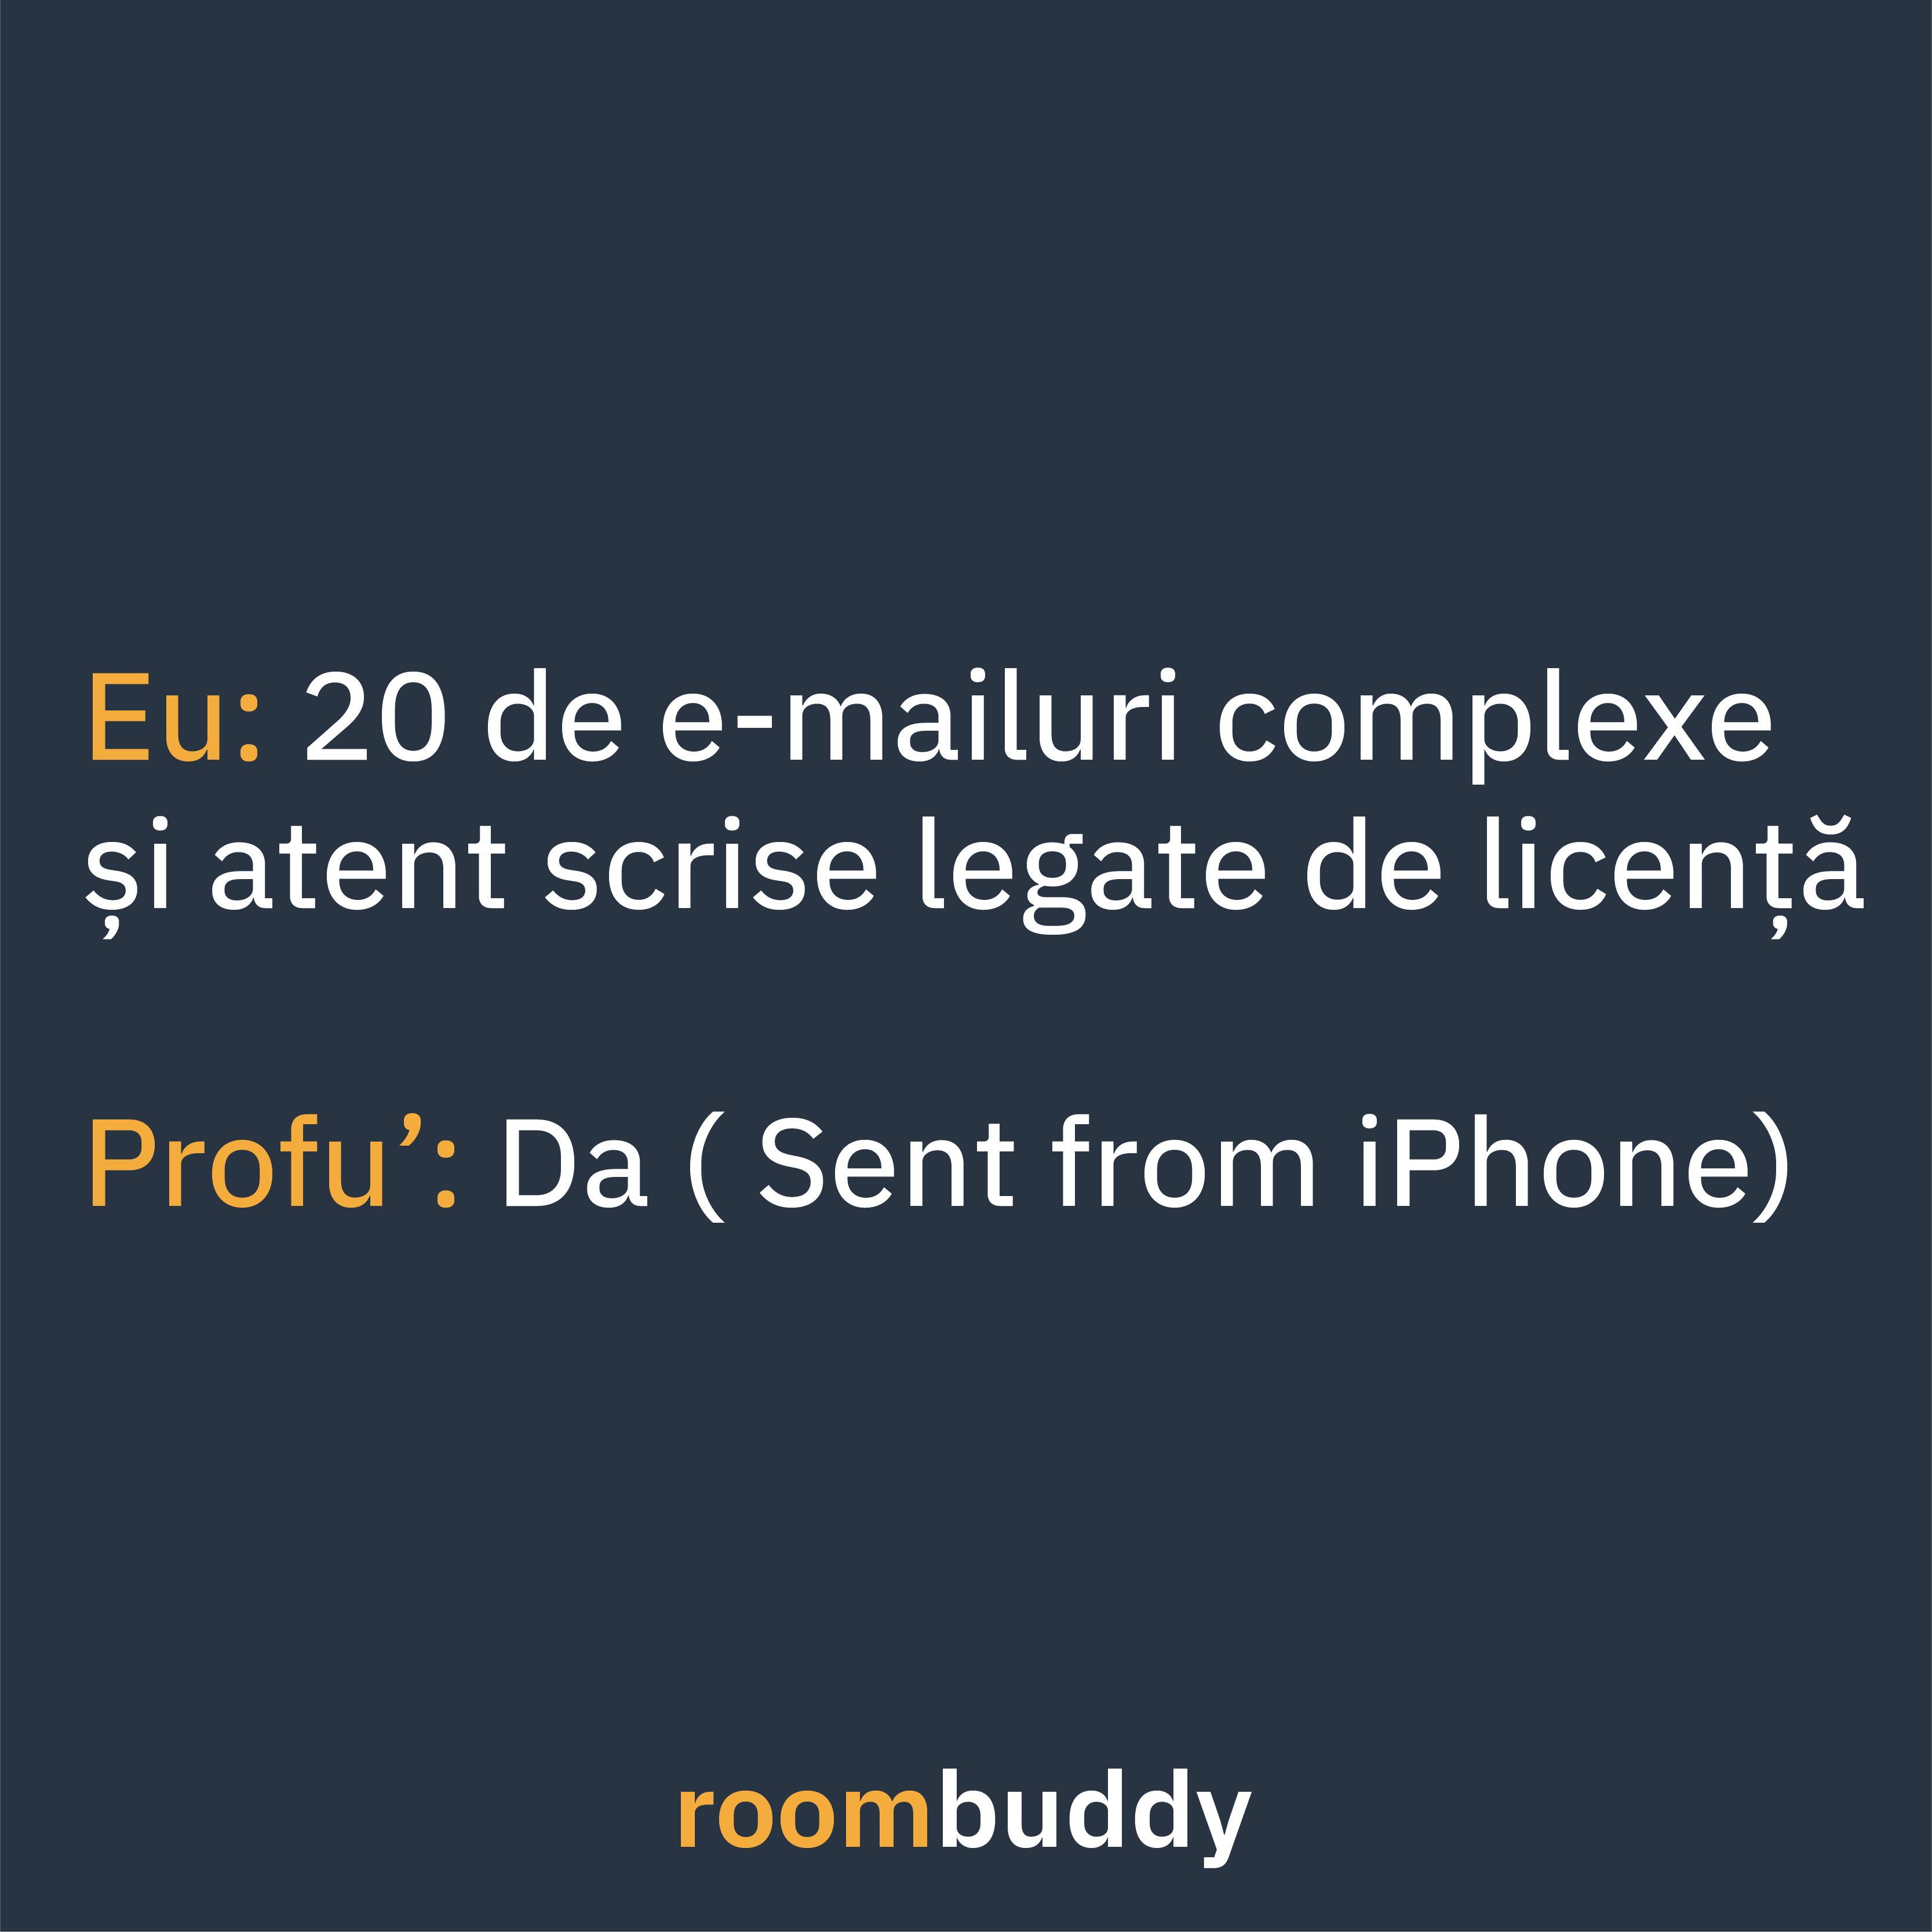 Eu: 20 de e-mailuri complexe
și atent scrise legate de licență
Profu’: Da ( Sent from iPhone)
roombuddy